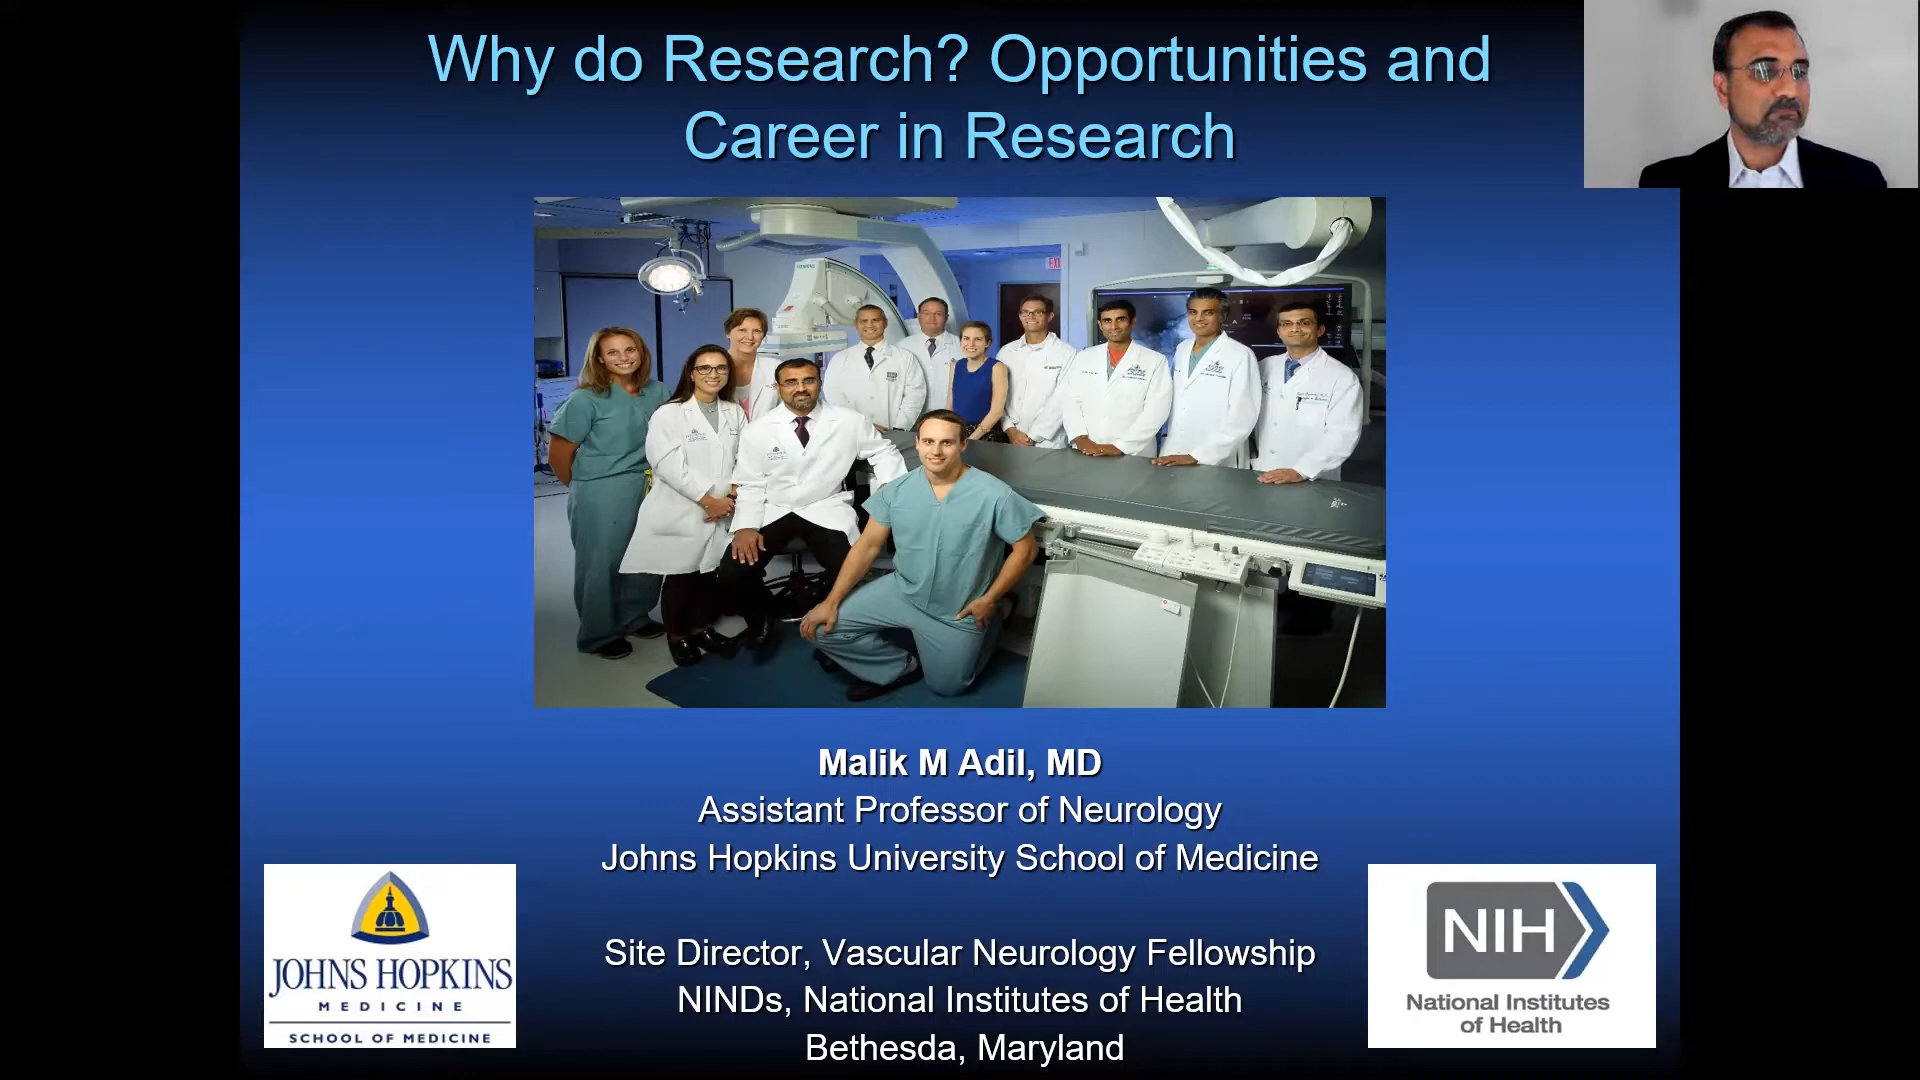 Why do Research? Opportunities and
Career in Research
EXI
Malik M Adil, MD
Assistant Professor of Neurology
Johns Hopkins University School of Medicine
Site Director, Vascular Neurology Fellowship
NINDs, National Institutes of Health
Bethesda, Maryland
JOHNS HOPKINS
MEDICINE
SCHOOL OF MEDICINE
NIH
National Institutes
of Health